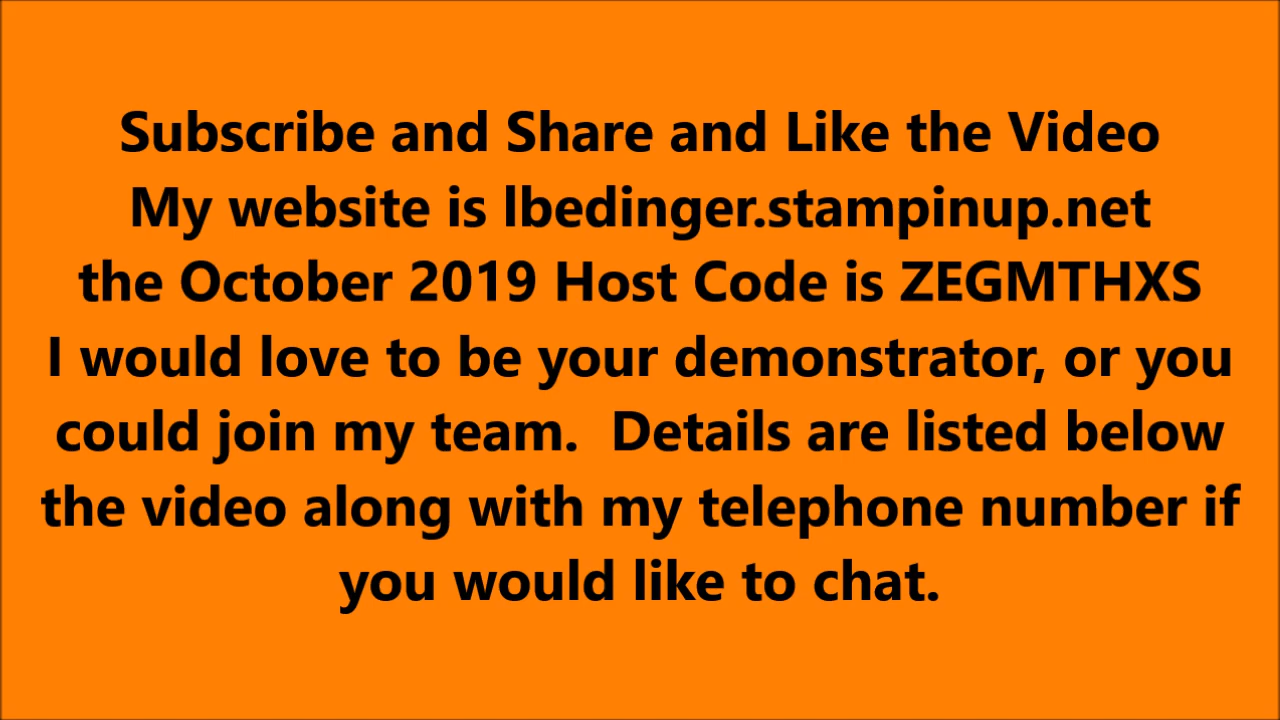 Subscribe and Share and Like the Video
My website is lbedinger.stampinup.net
the October 2019 Host Code is ZEGMTHXS
I would love to be your demonstrator, or you
could join my team.  Details are listed below
the video along with my telephone number if
you would like to chat.